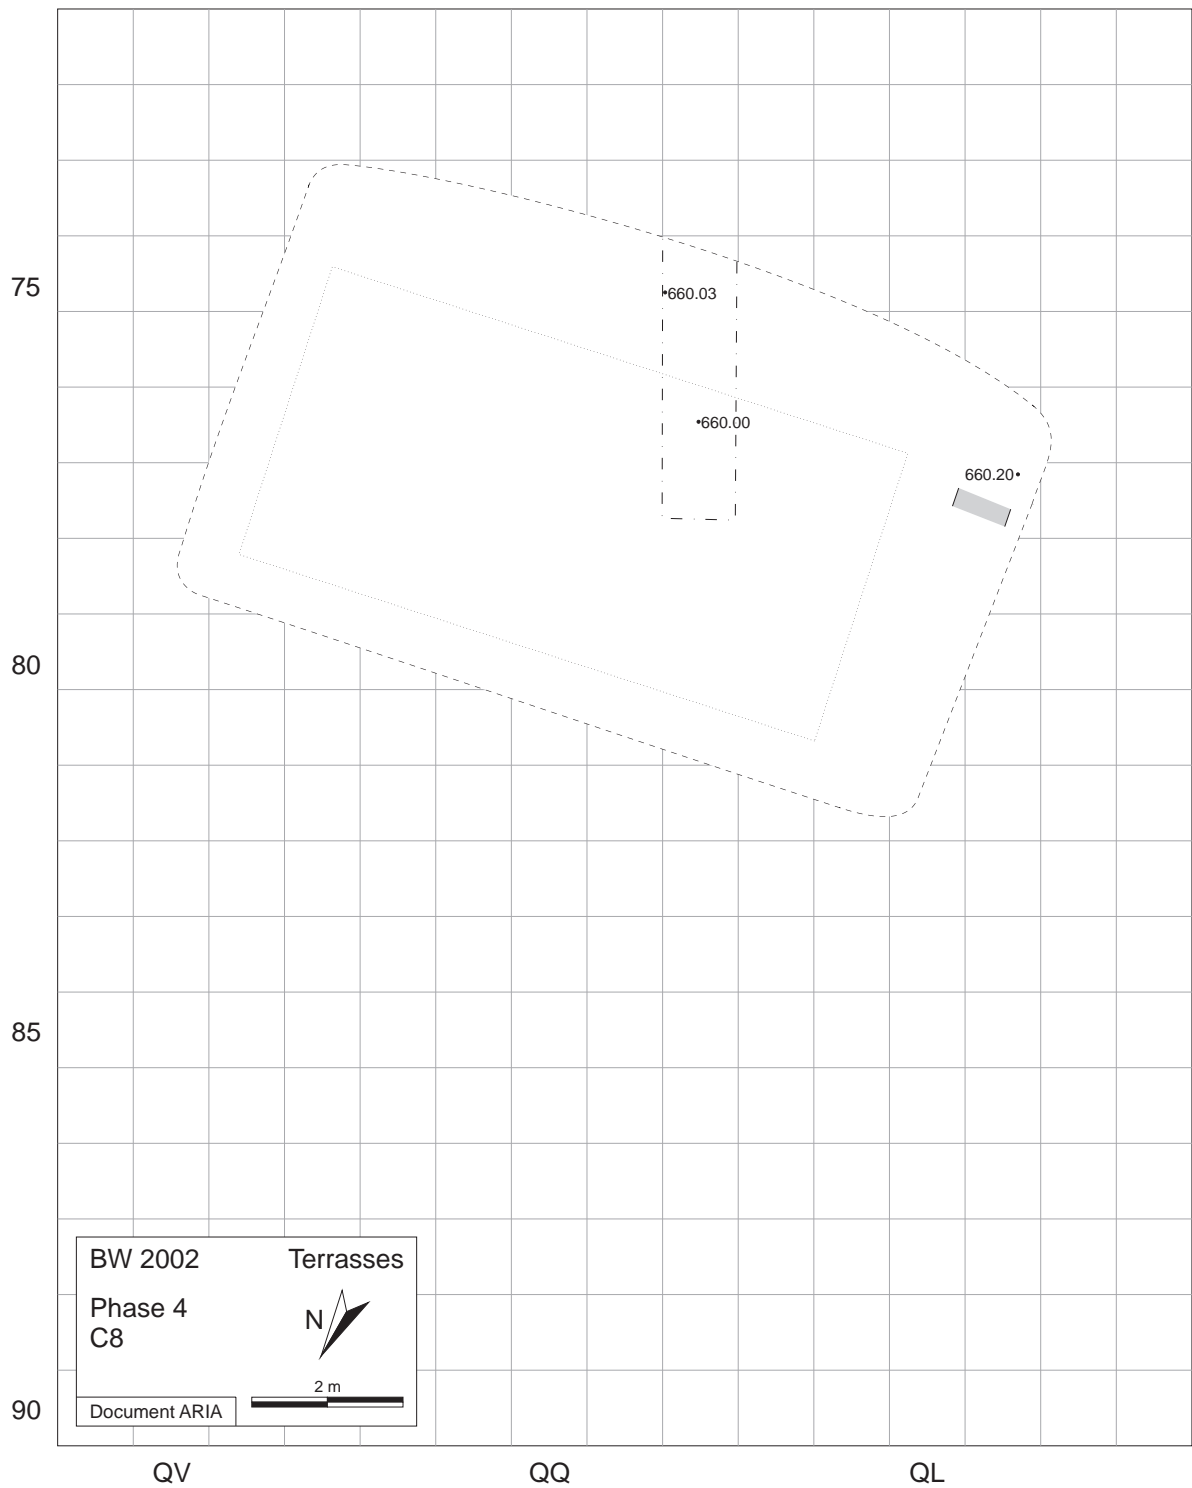 75
660.03
660.00
660.20
80
85
BW 2002 Terrasses
Phase 4
C8
N
2 m
Document ARIA
90
QV QQ QL